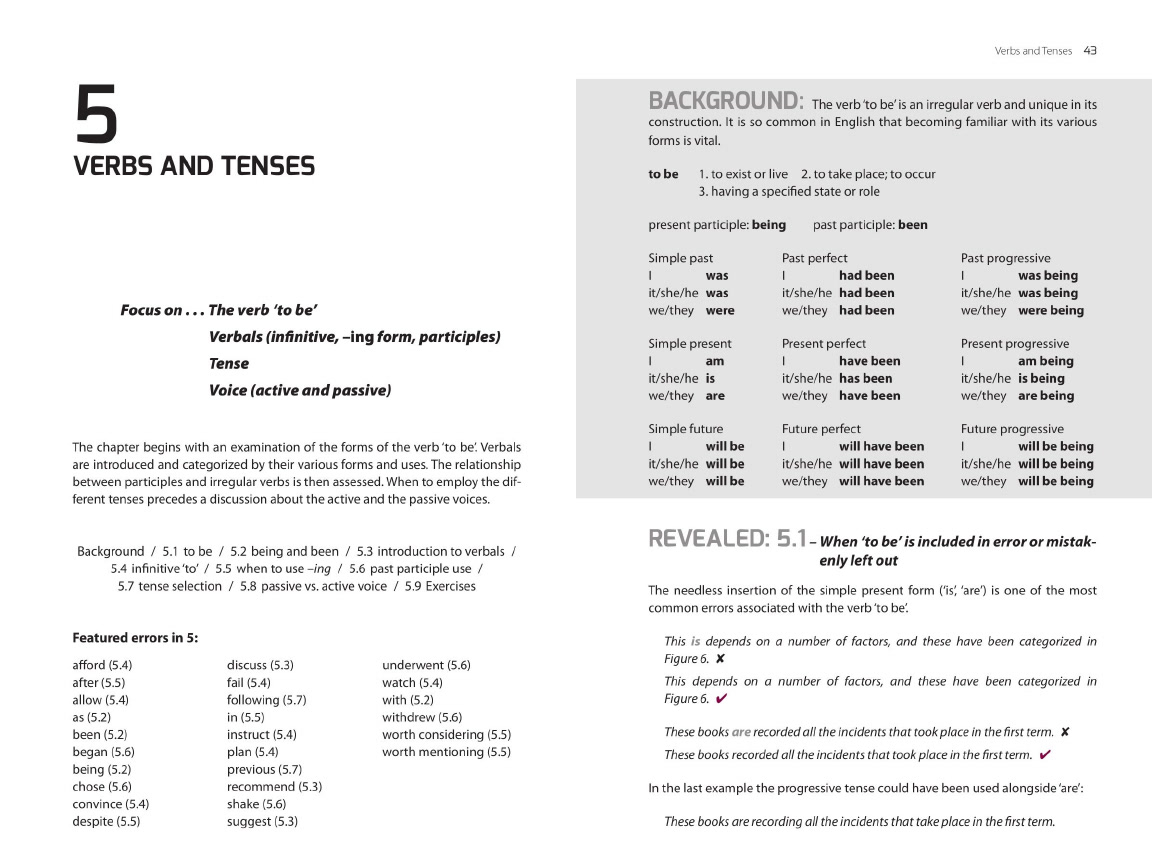 5
VERBS AND TENSES
Focus on . . . The verb ‘to be’
Verbals (infinitive, –ing form, participles)
Tense
Voice (active and passive)
The chapter begins with an examination of the forms of the verb ‘to be’. Verbals
are introduced and categorized by their various forms and uses. The relationship
between participles and irregular verbs is then assessed. When to employ the dif-
ferent tenses precedes a discussion about the active and the passive voices.
Background / 5.1 to be / 5.2 being and been / 5.3 introduction to verbals /
5.4 infinitive ‘to’ / 5.5 when to use –ing / 5.6 past participle use /
5.7 tense selection / 5.8 passive vs. active voice / 5.9 Exercises
Featured errors in 5:
afford (5.4)
after (5.5)
allow (5.4)
as (5.2)
been (5.2)
began (5.6)
being (5.2)
chose (5.6)
convince (5.4)
despite (5.5)
discuss (5.3)
fail (5.4)
following (5.7)
in (5.5)
instruct (5.4)
plan (5.4)
previous (5.7)
recommend (5.3)
shake (5.6)
suggest (5.3)
underwent (5.6)
watch (5.4)
with (5.2)
withdrew (5.6)
worth considering (5.5)
worth mentioning (5.5)
Verbs and Tenses 43
BACKGROUND: The verb ‘to be’ is an irregular verb and unique in its
construction. It is so common in English that becoming familiar with its various
forms is vital.
to be 1. to exist or live 2. to take place; to occur
3. having a specified state or role
present participle: being past participle: been
Simple past Past perfect Past progressive
I was I had been I was being
it/she/he was it/she/he had been it/she/he was being
we/they were we/they had been we/they were being
Simple present Present perfect Present progressive
I am I have been I am being
it/she/he is it/she/he has been it/she/he is being
we/they are we/they have been we/they are being
Simple future Future perfect Future progressive
I will be I will have been I will be being
it/she/he will be it/she/he will have been it/she/he will be being
we/they will be we/they will have been we/they will be being
REVEALED: 5.1 – When ‘to be’ is included in error or mistak-
enly left out
The needless insertion of the simple present form (‘is’, ‘are’) is one of the most
common errors associated with the verb ‘to be’.
This is depends on a number of factors, and these have been categorized in
Figure 6. ✘
This depends on a number of factors, and these have been categorized in
Figure 6. ✔
These books are recorded all the incidents that took place in the first term. ✘
These books recorded all the incidents that took place in the first term. ✔
In the last example the progressive tense could have been used alongside ‘are’:
These books are recording all the incidents that take place in the first term.